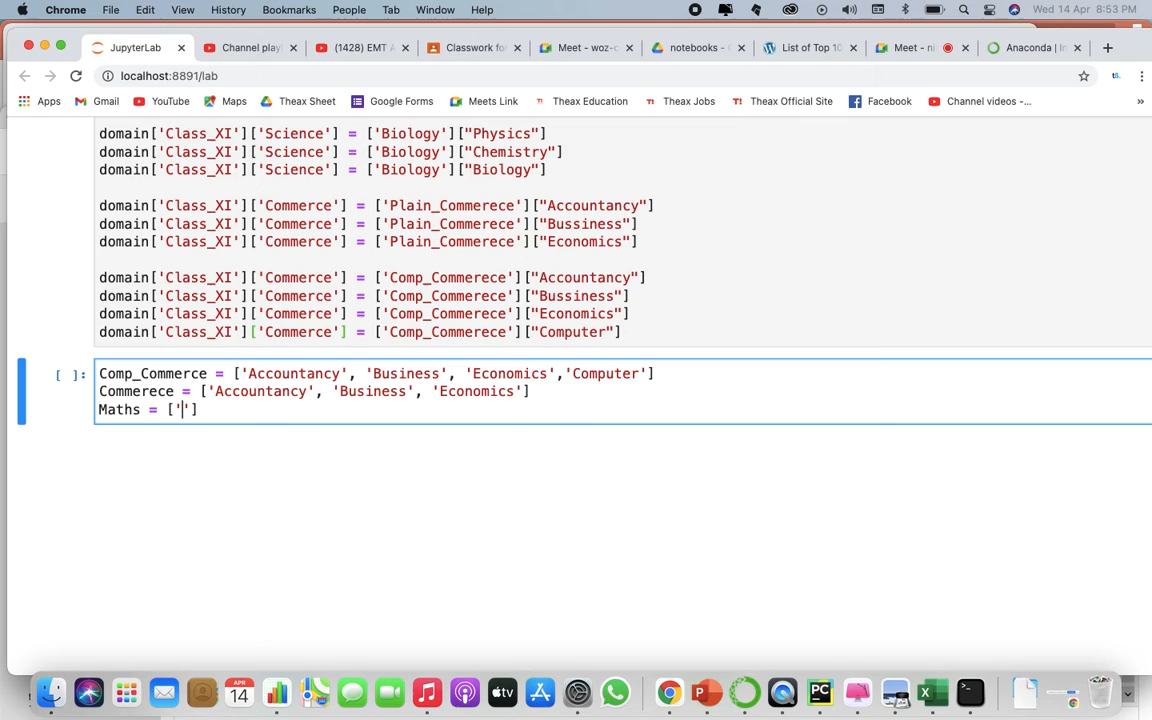 Chrome File Edit View History Bookmarks People Tab Window Help Wed 14 Apr 8:53 PM
JupyterLab Channel play (1428) EMT A Classwork for Meet - woz-c notebooks - G List of Top 10 Meet - ni Anaconda | In
localhost:8891/lab
Apps Gmail YouTube Maps Theax Sheet Google Forms Meets Link Theax Education Theax Jobs Theax Official Site Facebook Channel videos -...
domain['Class_XI']['Science'] = ['Biology']["Physics"]
domain['Class_XI']['Science'] = ['Biology']["Chemistry"]
domain['Class_XI']['Science'] = ['Biology']["Biology"]
domain['Class_XI']['Commerce'] = ['Plain_Commerece']["Accountancy"]
domain['Class_XI']['Commerce'] = ['Plain_Commerece']["Bussiness"]
domain['Class_XI']['Commerce'] = ['Plain_Commerece']["Economics"]
domain['Class_XI']['Commerce'] = ['Comp_Commerece']["Accountancy"]
domain['Class_XI']['Commerce'] = ['Comp_Commerece']["Bussiness"]
domain['Class_XI']['Commerce'] = ['Comp_Commerece']["Economics"]
domain['Class_XI']['Commerce'] = ['Comp_Commerece']["Computer"]
[ ]: Comp_Commerce = ['Accountancy', 'Business', 'Economics','Computer']
Commerece = ['Accountancy', 'Business', 'Economics']
Maths = ['']
APR
14
tv
P PC X